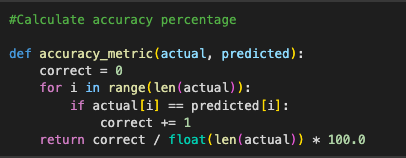 #Calculate accuracy percentage
def accuracy_metric(actual, predicted):
    correct = 0
    for i in range(len(actual)):
        if actual[i] == predicted[i]:
            correct += 1
    return correct / float(len(actual)) * 100.0